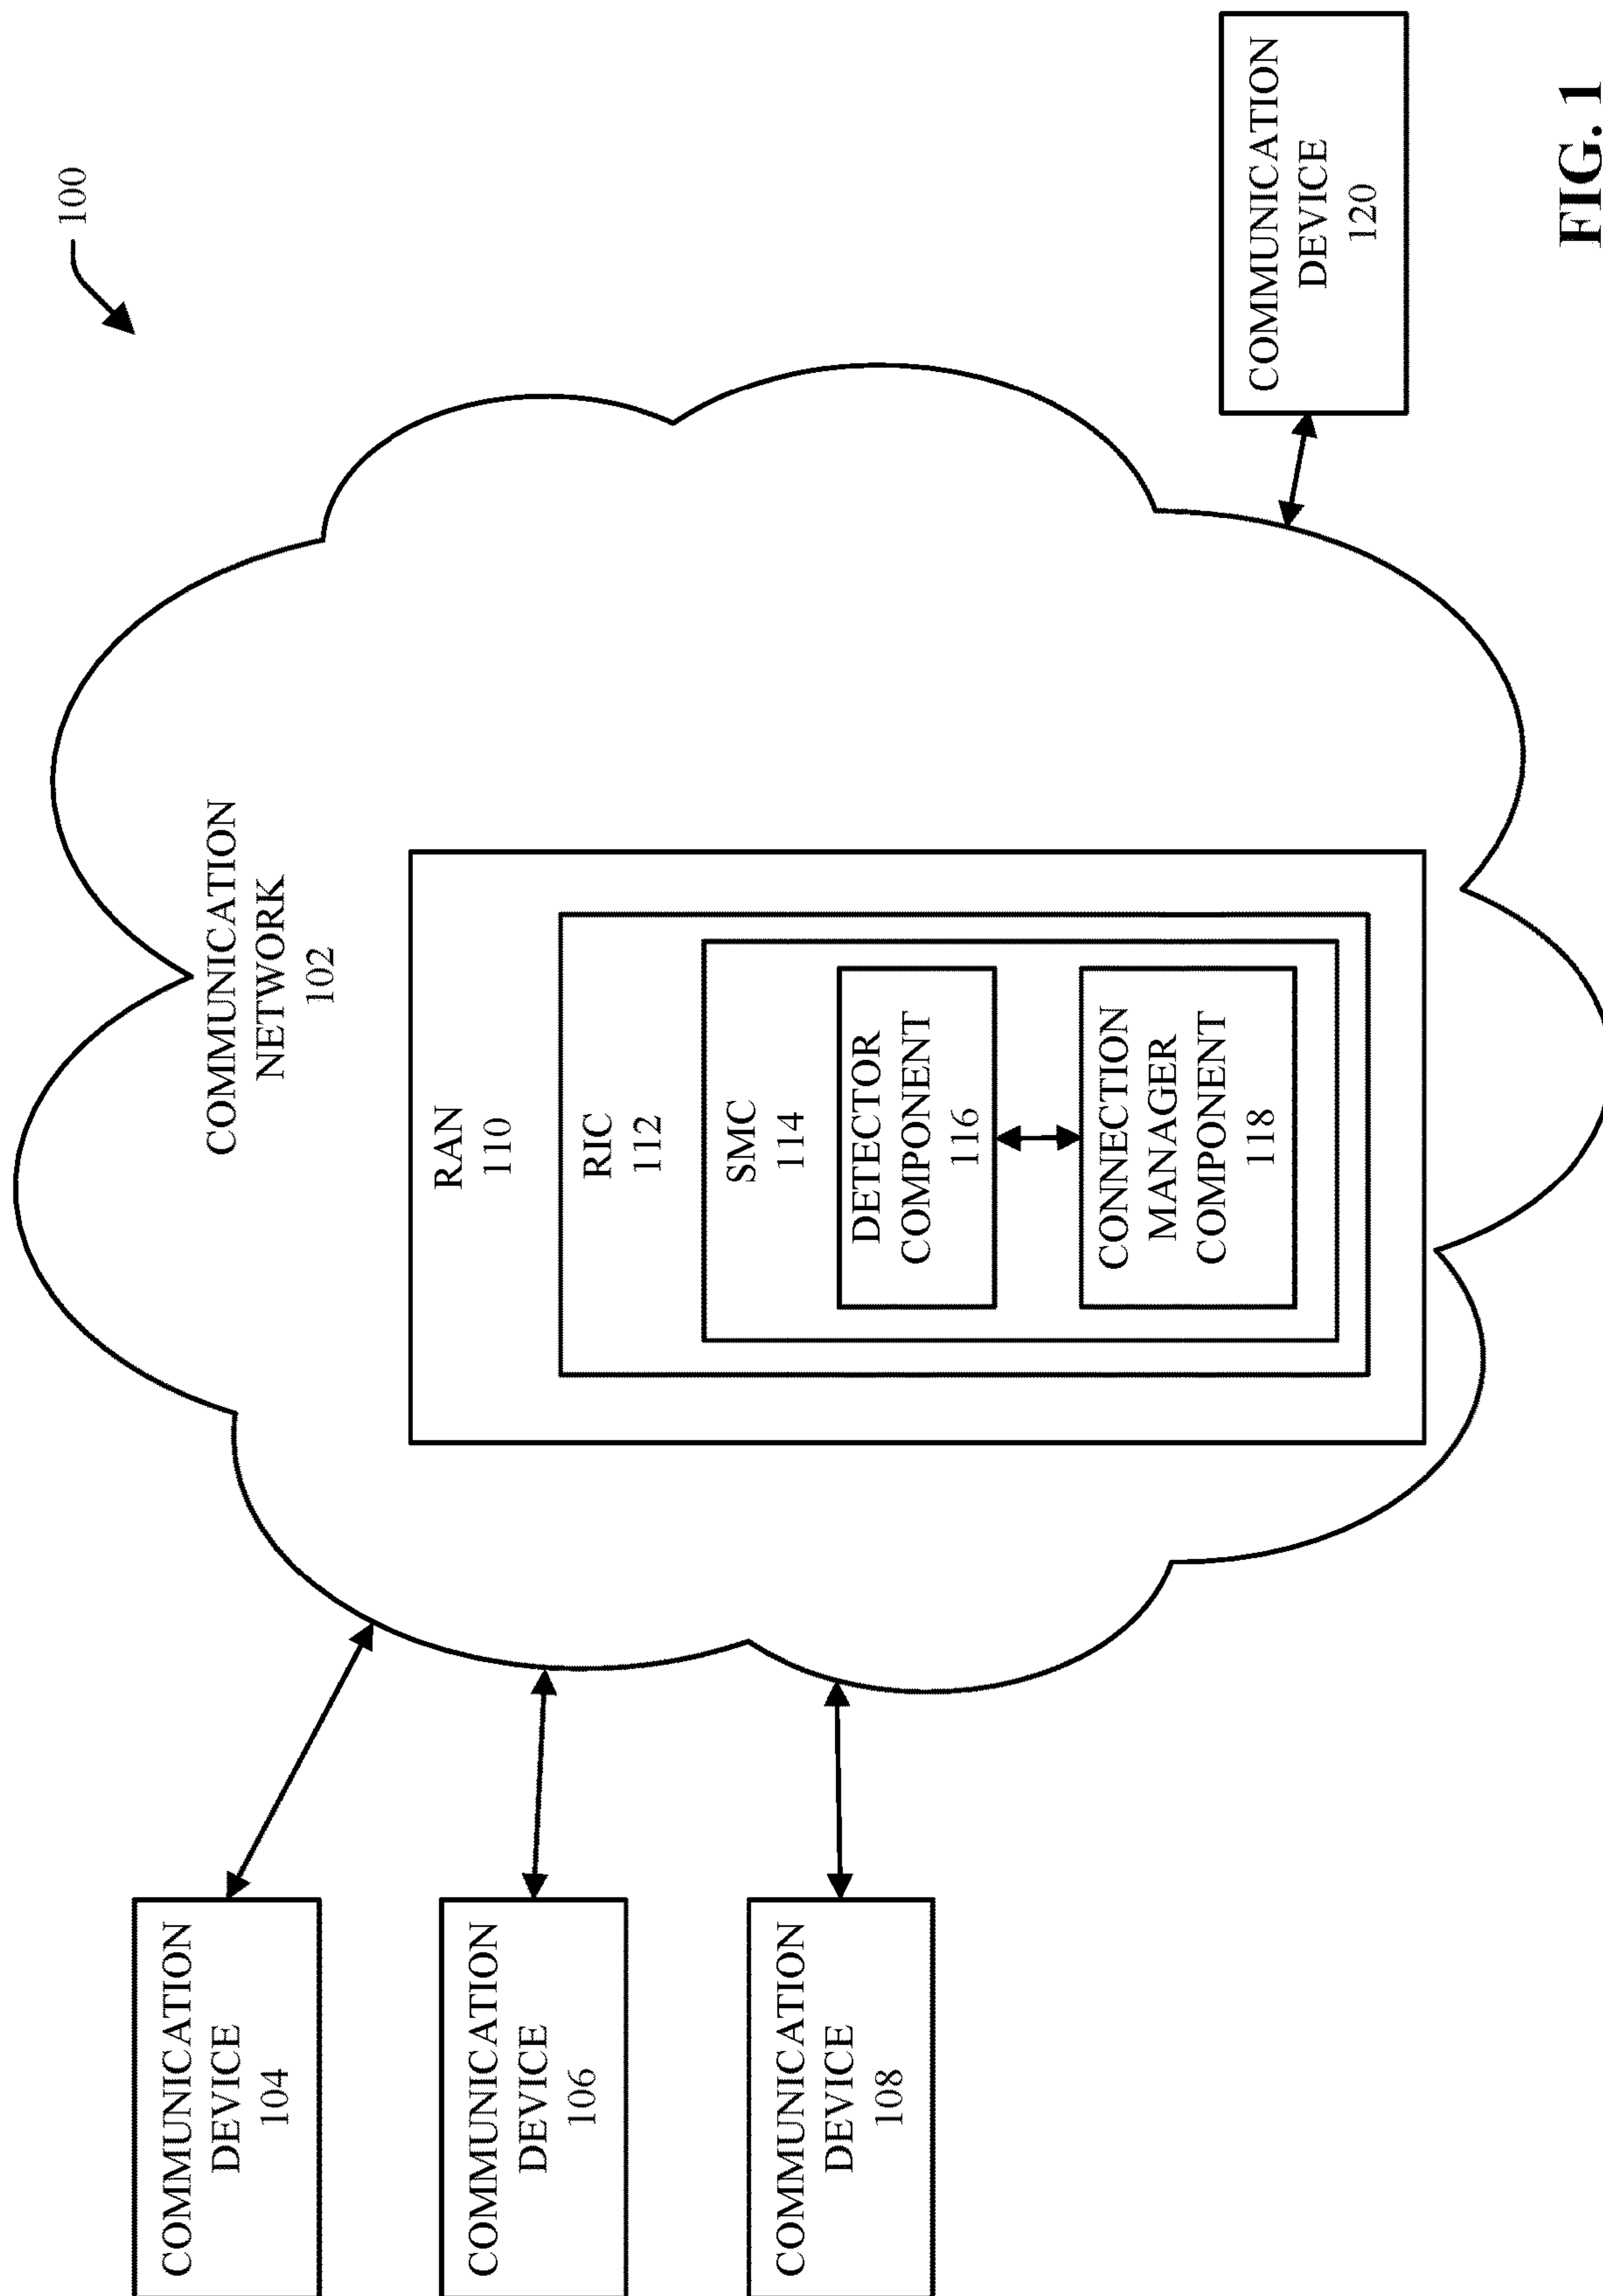 100
COMMUNICATION
NETWORK
102
COMMUNICATION
DEVICE
104
COMMUNICATION
DEVICE
106
COMMUNICATION
DEVICE
108
RAN
110
RIC
112
SMC
114
DETECTOR
COMPONENT
116
CONNECTION
MANAGER
COMPONENT
118
COMMUNICATION
DEVICE
120
FIG. 1